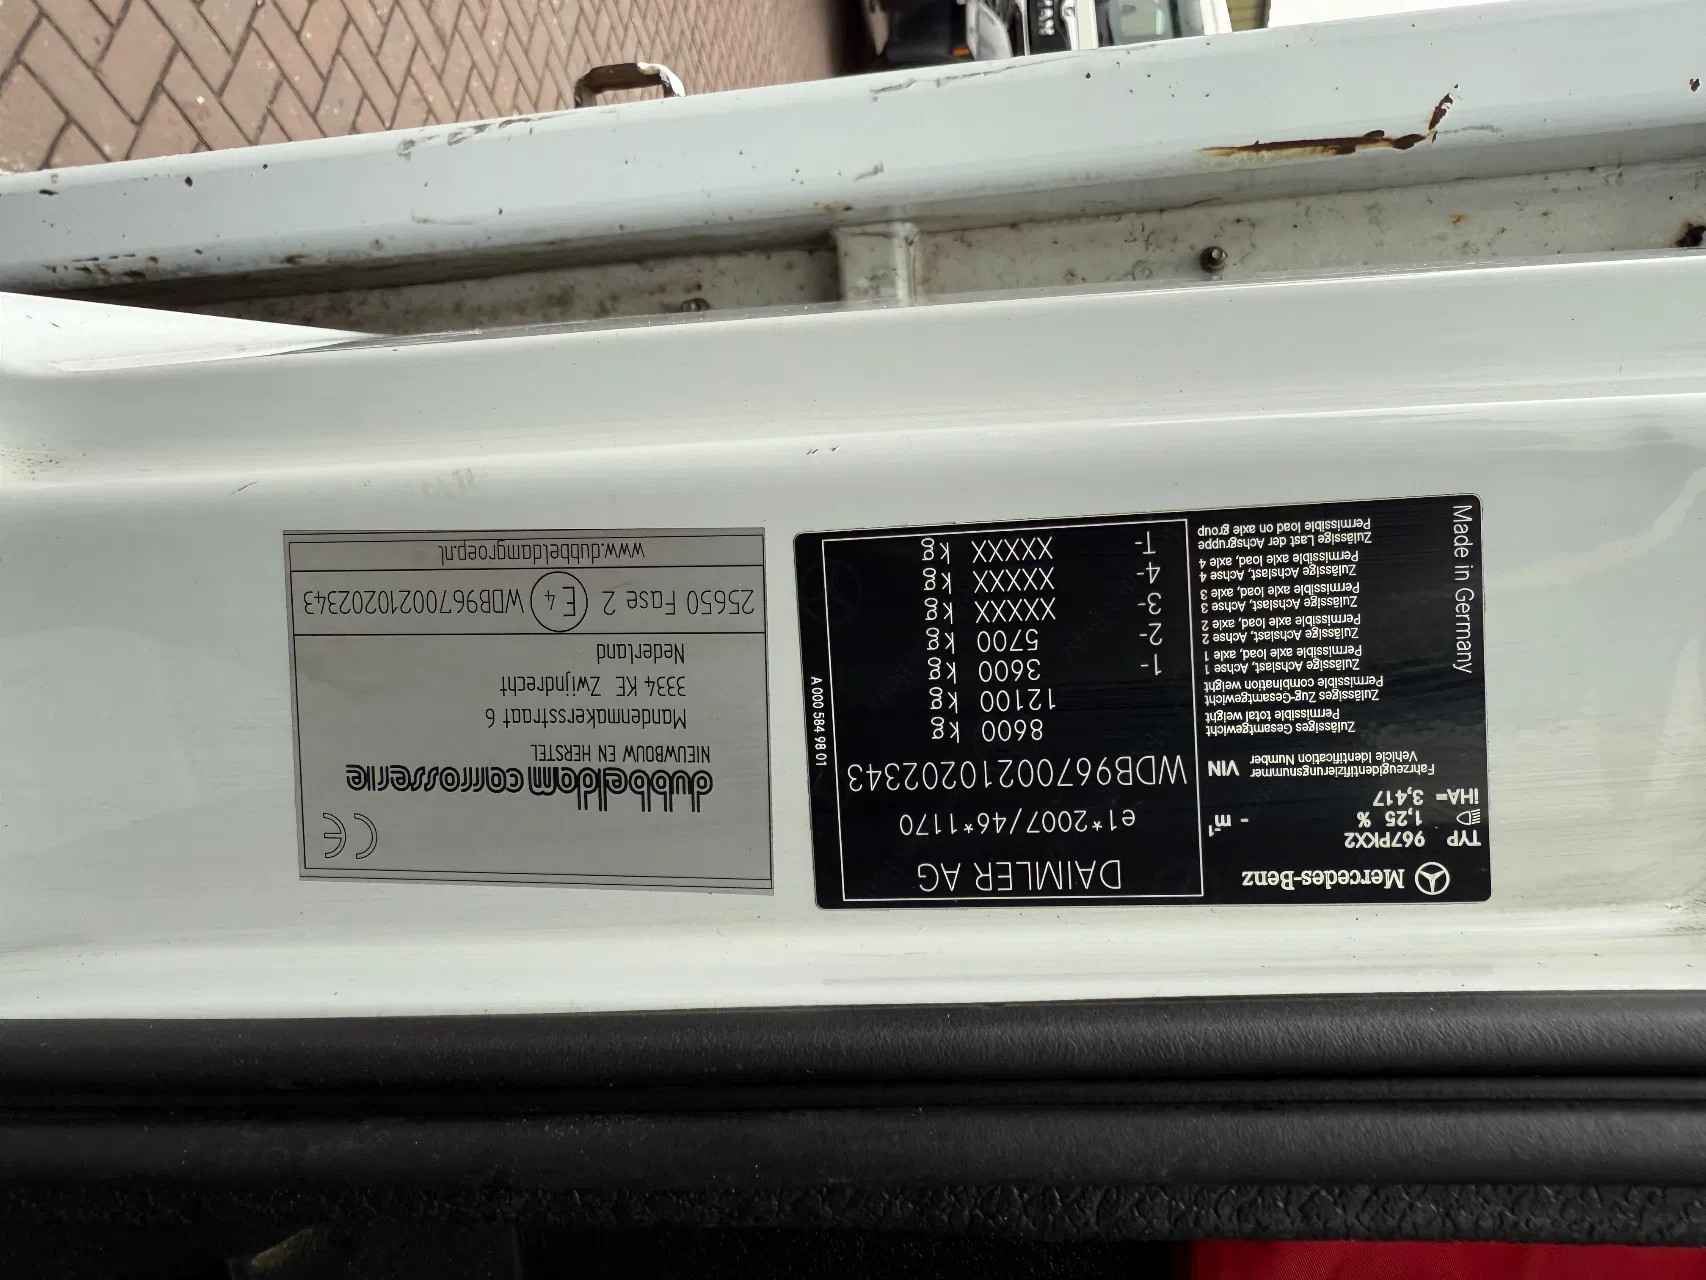 Mercedes-Benz
TYP 967PKX2
1,25 % - m⁻¹
iHA= 3,417
Fahrzeugidentifizierungsnummer
Vehicle Identification Number VIN
Zulässiges Gesamtgewicht
Permissible total weight
Zulässiges Zug-Gesamtgewicht
Permissible combination weight
Zulässige Achslast, Achse 1
Permissible axle load, axle 1
Zulässige Achslast, Achse 2
Permissible axle load, axle 2
Zulässige Achslast, Achse 3
Permissible axle load, axle 3
Zulässige Achslast, Achse 4
Permissible axle load, axle 4
Zulässige Last der Achsgruppe
Permissible load on axle group
Made in Germany
DAIMLER AG
e1*2007/46*1170
WDB96700210202343
8600 kg
12100 kg
1- 3600 kg
2- 5700 kg
3- XXXXX kg
4- XXXXX kg
T- XXXXX kg
A 000 584 98 01
CE
dubbeldam carrosserie
NIEUWBOUW EN HERSTEL
Mandenmakersstraat 6
3334 KE Zwijndrecht
Nederland
25650 Fase 2 E4 WDB96700210202343
www.dubbeldamgroep.nl